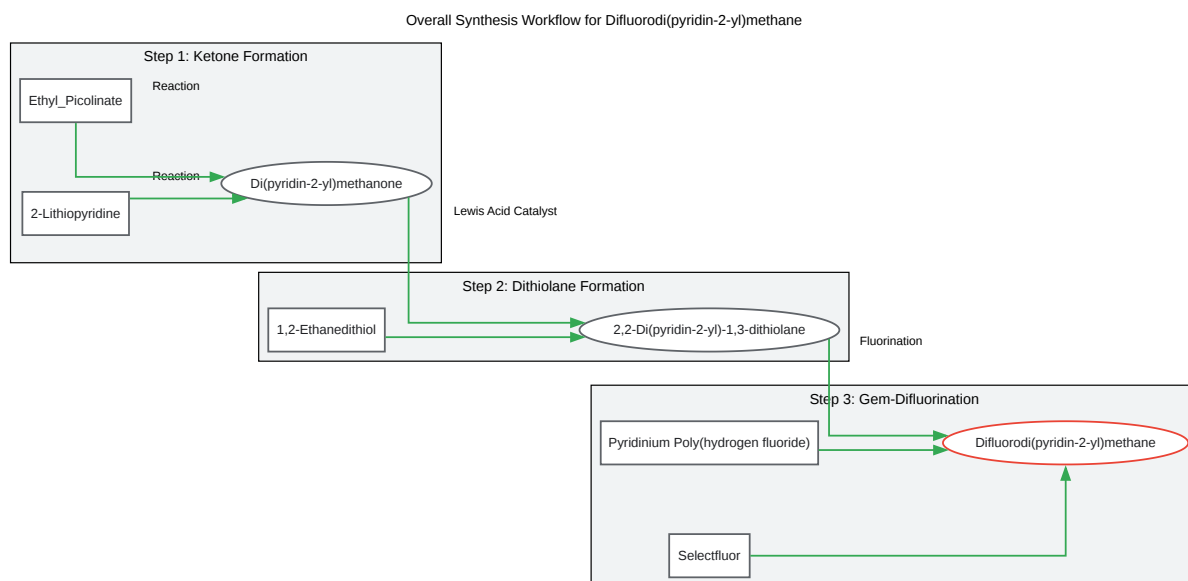 Overall Synthesis Workflow for Difluorodi(pyridin-2-yl)methane
Step 1: Ketone Formation
Ethyl_Picolinate
Reaction
Reaction
Di(pyridin-2-yl)methanone
2-Lithiopyridine
Lewis Acid Catalyst
Step 2: Dithiolane Formation
1,2-Ethanedithiol
2,2-Di(pyridin-2-yl)-1,3-dithiolane
Fluorination
Step 3: Gem-Difluorination
Pyridinium Poly(hydrogen fluoride)
Difluorodi(pyridin-2-yl)methane
Selectfluor